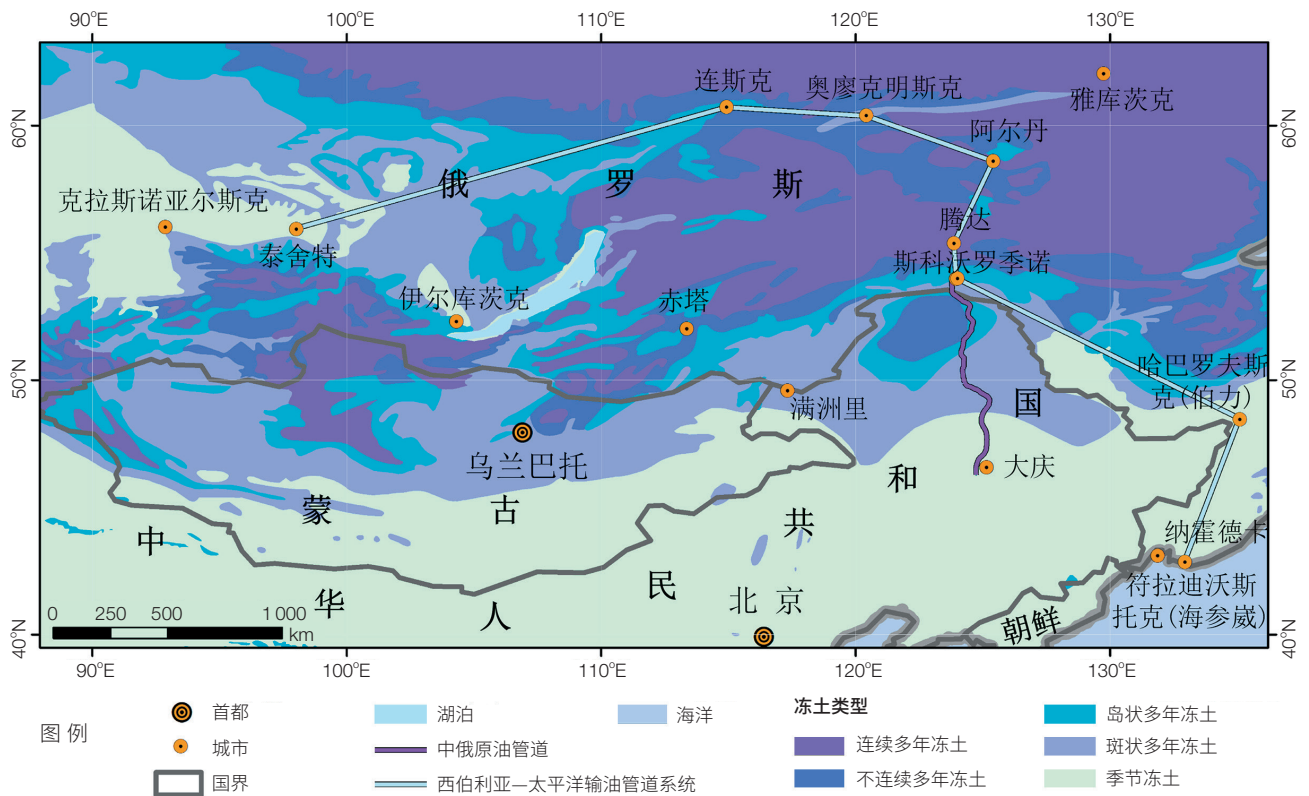 90°E
100°E
110°E
120°E
130°E
60°N
60°N
50°N
50°N
40°N
40°N
连斯克
奥廖克明斯克
雅库茨克
阿尔丹
俄
罗
斯
克拉斯诺亚尔斯克
泰舍特
腾达
斯科沃罗季诺
伊尔库茨克
赤塔
哈巴罗夫斯
克(伯力)
满洲里
国
乌兰巴托
大庆
和
蒙
古
共
中
纳霍德卡
民
北 京
符拉迪沃斯
托克(海参崴)
华
人
朝鲜
0
250
500
1 000
km
90°E
100°E
110°E
120°E
130°E
图 例
首都
城市
国界
湖泊
海洋
中俄原油管道
西伯利亚—太平洋输油管道系统
冻土类型
连续多年冻土
不连续多年冻土
岛状多年冻土
斑状多年冻土
季节冻土